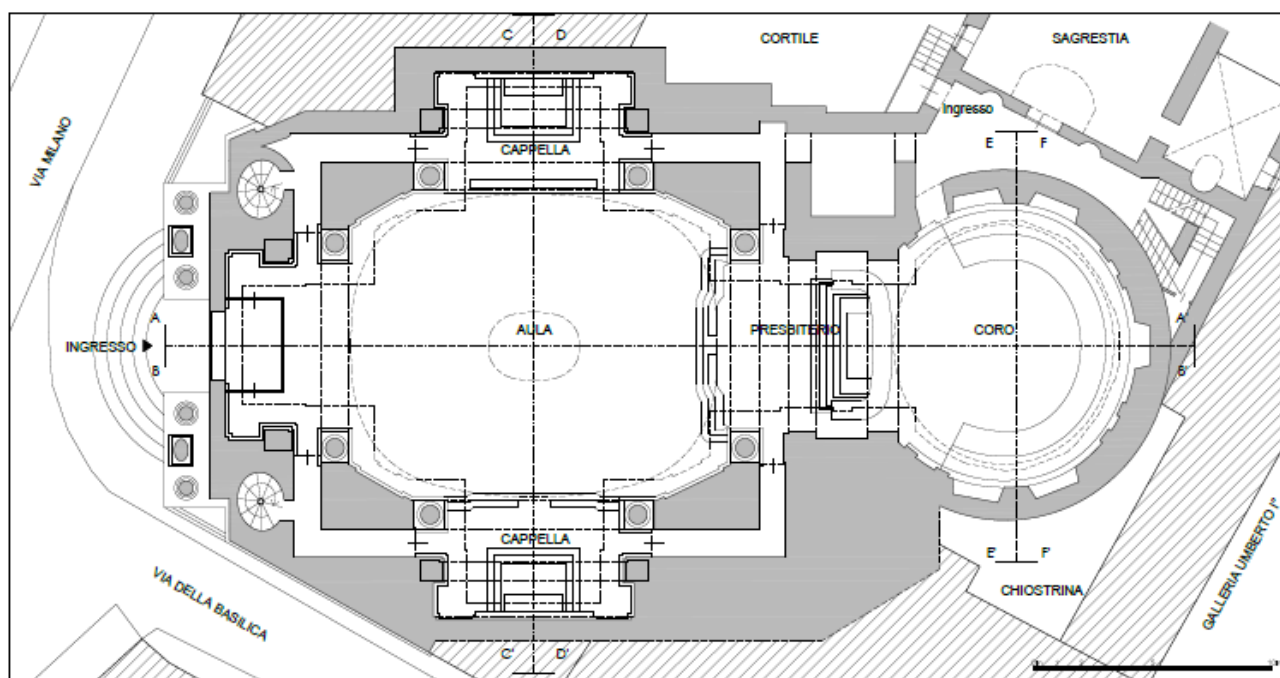 C D
CORTILE
SAGRESTIA
Ingresso
VIA MILANO
E F
CAPPELLA
A
AULA
PRESBITERIO
CORO
A'
INGRESSO
B
B'
CAPPELLA
E' F'
CHIOSTRINA
VIA DELLA BASILICA
GALLERIA UMBERTO I°
C' D'